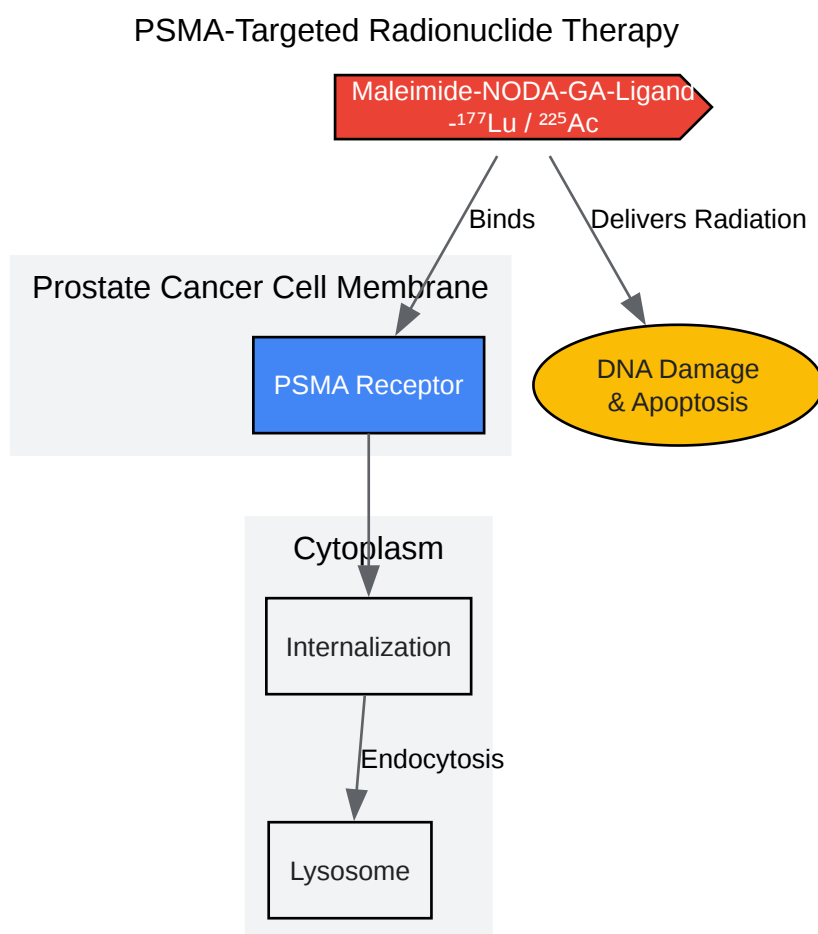 PSMA-Targeted Radionuclide Therapy
Maleimide-NODA-GA-Ligand
-¹⁷⁷Lu / ²²⁵Ac
Binds
Delivers Radiation
Prostate Cancer Cell Membrane
PSMA Receptor
DNA Damage
& Apoptosis
Cytoplasm
Internalization
Endocytosis
Lysosome